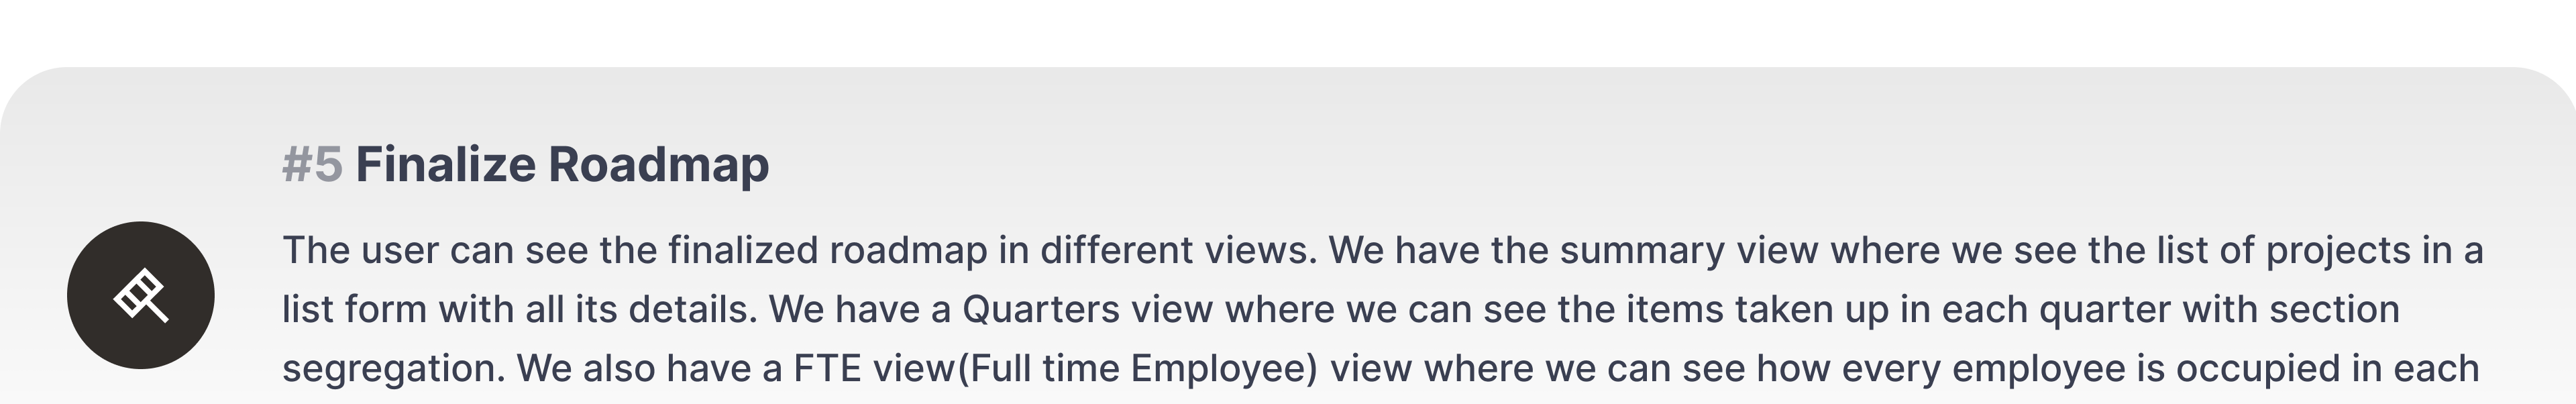 #5 Finalize Roadmap
The user can see the finalized roadmap in different views. We have the summary view where we see the list of projects in a
list form with all its details. We have a Quarters view where we can see the items taken up in each quarter with section
segregation. We also have a FTE view(Full time Employee) view where we can see how every employee is occupied in each